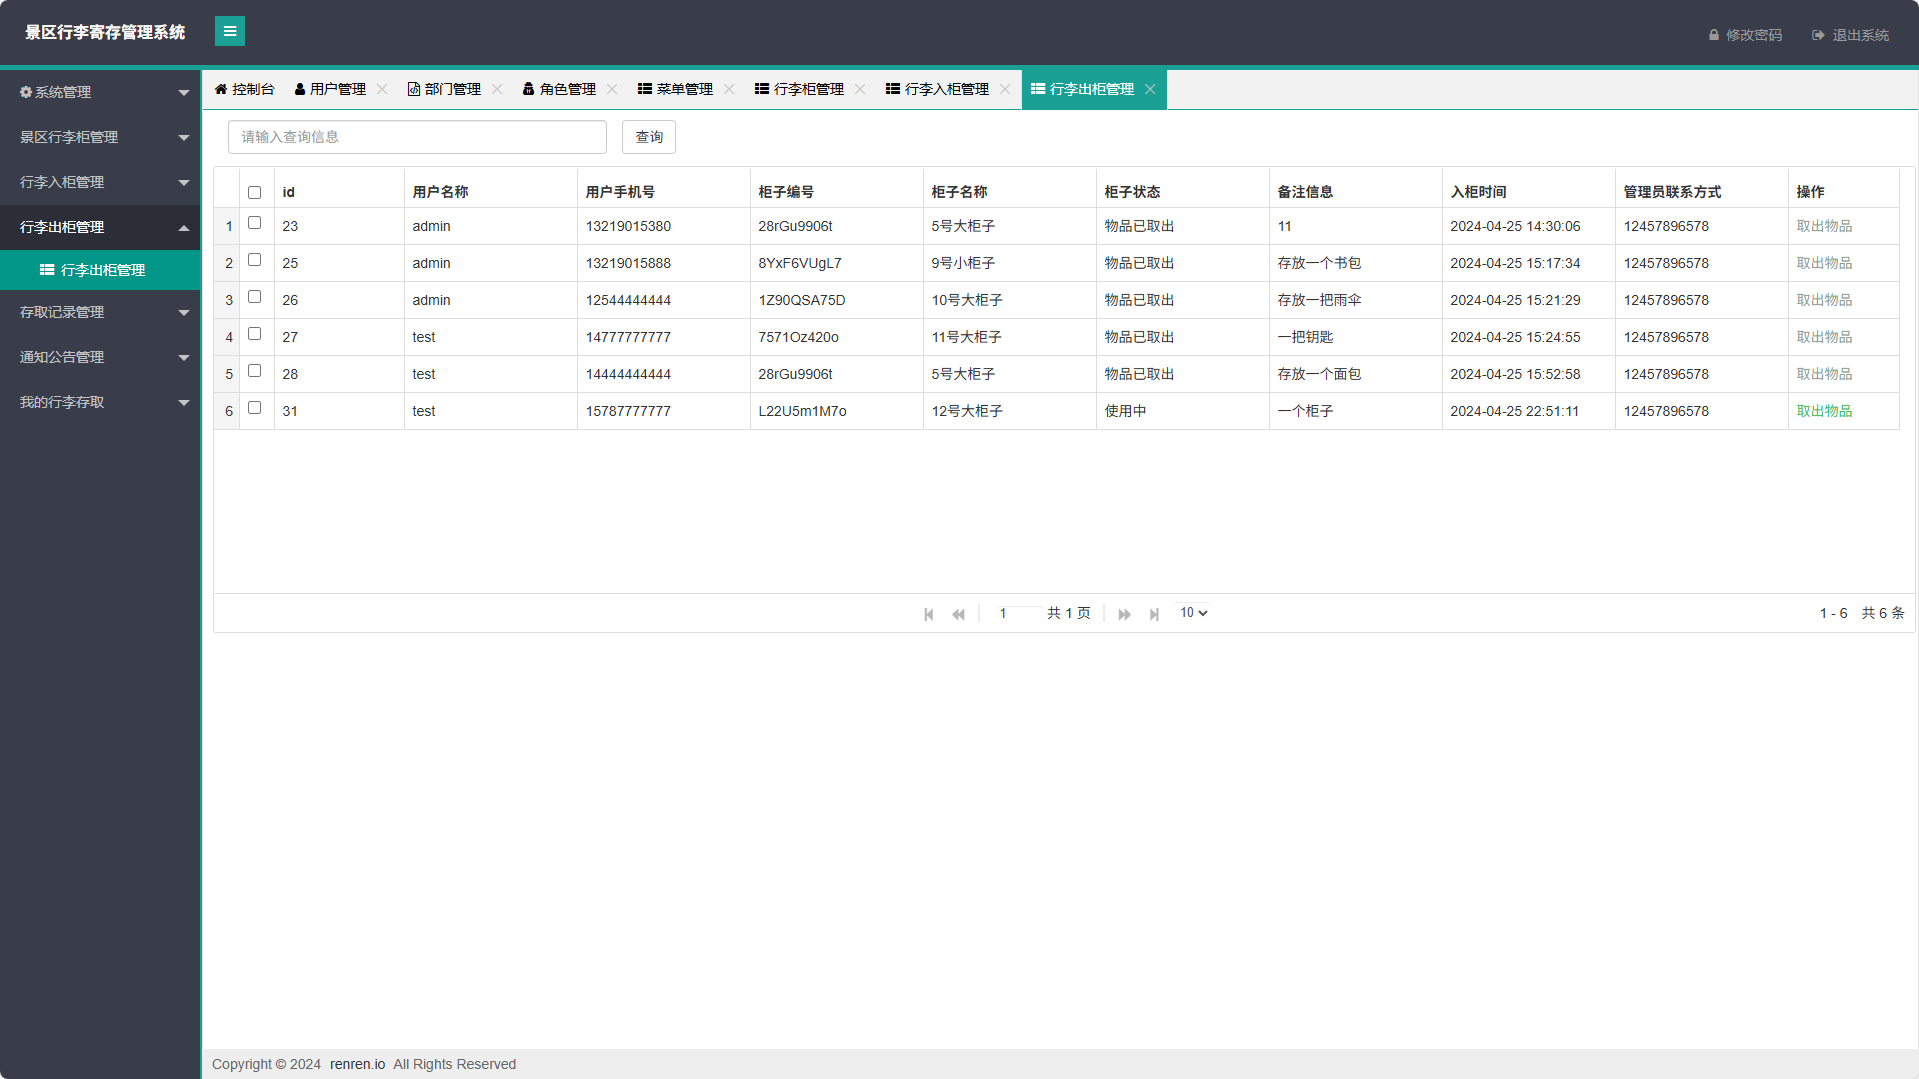 景区行李寄存管理系统
修改密码 退出系统
系统管理
景区行李柜管理
行李入柜管理
行李出柜管理
行李出柜管理
存取记录管理
通知公告管理
我的行李存取
控制台 用户管理 部门管理 角色管理 菜单管理 行李柜管理 行李入柜管理 行李出柜管理
请输入查询信息 查询
id 用户名称 用户手机号 柜子编号 柜子名称 柜子状态 备注信息 入柜时间 管理员联系方式 操作
1 23 admin 13219015380 28rGu9906t 5号大柜子 物品已取出 11 2024-04-25 14:30:06 12457896578 取出物品
2 25 admin 13219015888 8YxF6VUgL7 9号小柜子 物品已取出 存放一个书包 2024-04-25 15:17:34 12457896578 取出物品
3 26 admin 12544444444 1Z90QSA75D 10号大柜子 物品已取出 存放一把雨伞 2024-04-25 15:21:29 12457896578 取出物品
4 27 test 14777777777 7571Oz420o 11号大柜子 物品已取出 一把钥匙 2024-04-25 15:24:55 12457896578 取出物品
5 28 test 14444444444 28rGu9906t 5号大柜子 物品已取出 存放一个面包 2024-04-25 15:52:58 12457896578 取出物品
6 31 test 15787777777 L22U5m1M7o 12号大柜子 使用中 一个柜子 2024-04-25 22:51:11 12457896578 取出物品
1 共 1 页 10 1 - 6 共 6 条
Copyright © 2024 renren.io All Rights Reserved